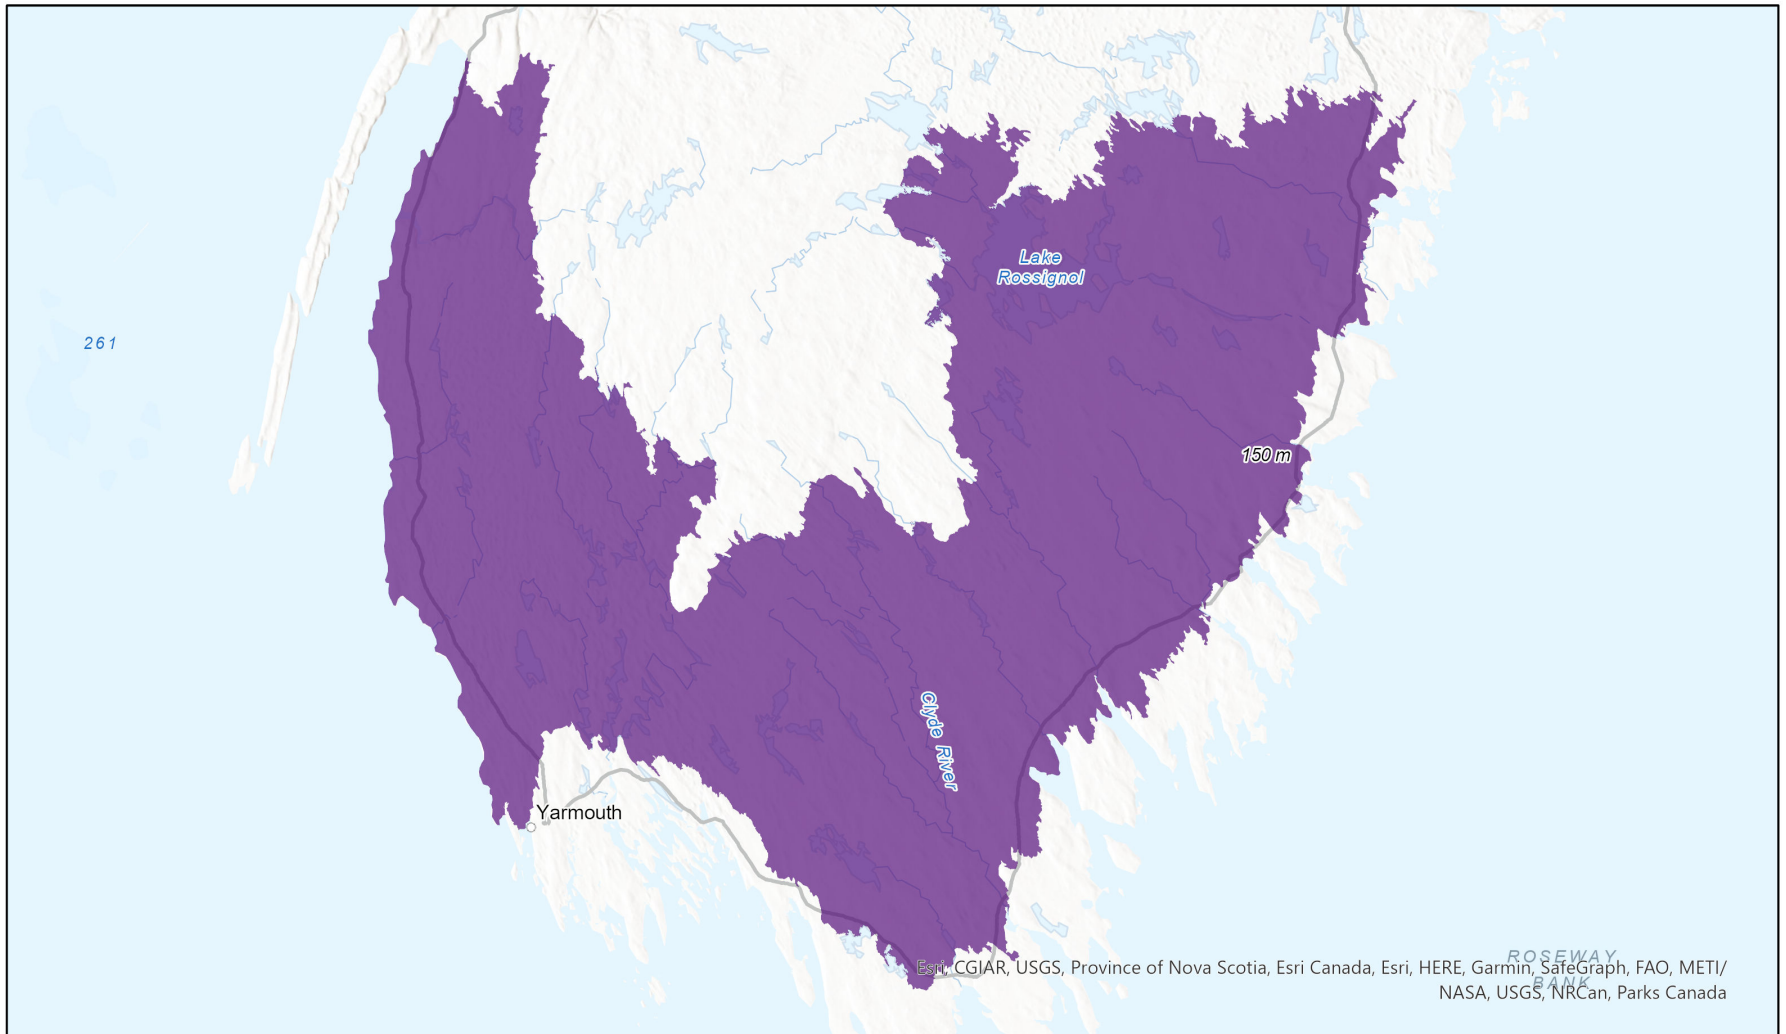 Lake
Rossignol
261
150 m
Clyde River
Yarmouth
ROSEWAY
BANK
Esri, CGIAR, USGS, Province of Nova Scotia, Esri Canada, Esri, HERE, Garmin, SafeGraph, FAO, METI/
NASA, USGS, NRCan, Parks Canada